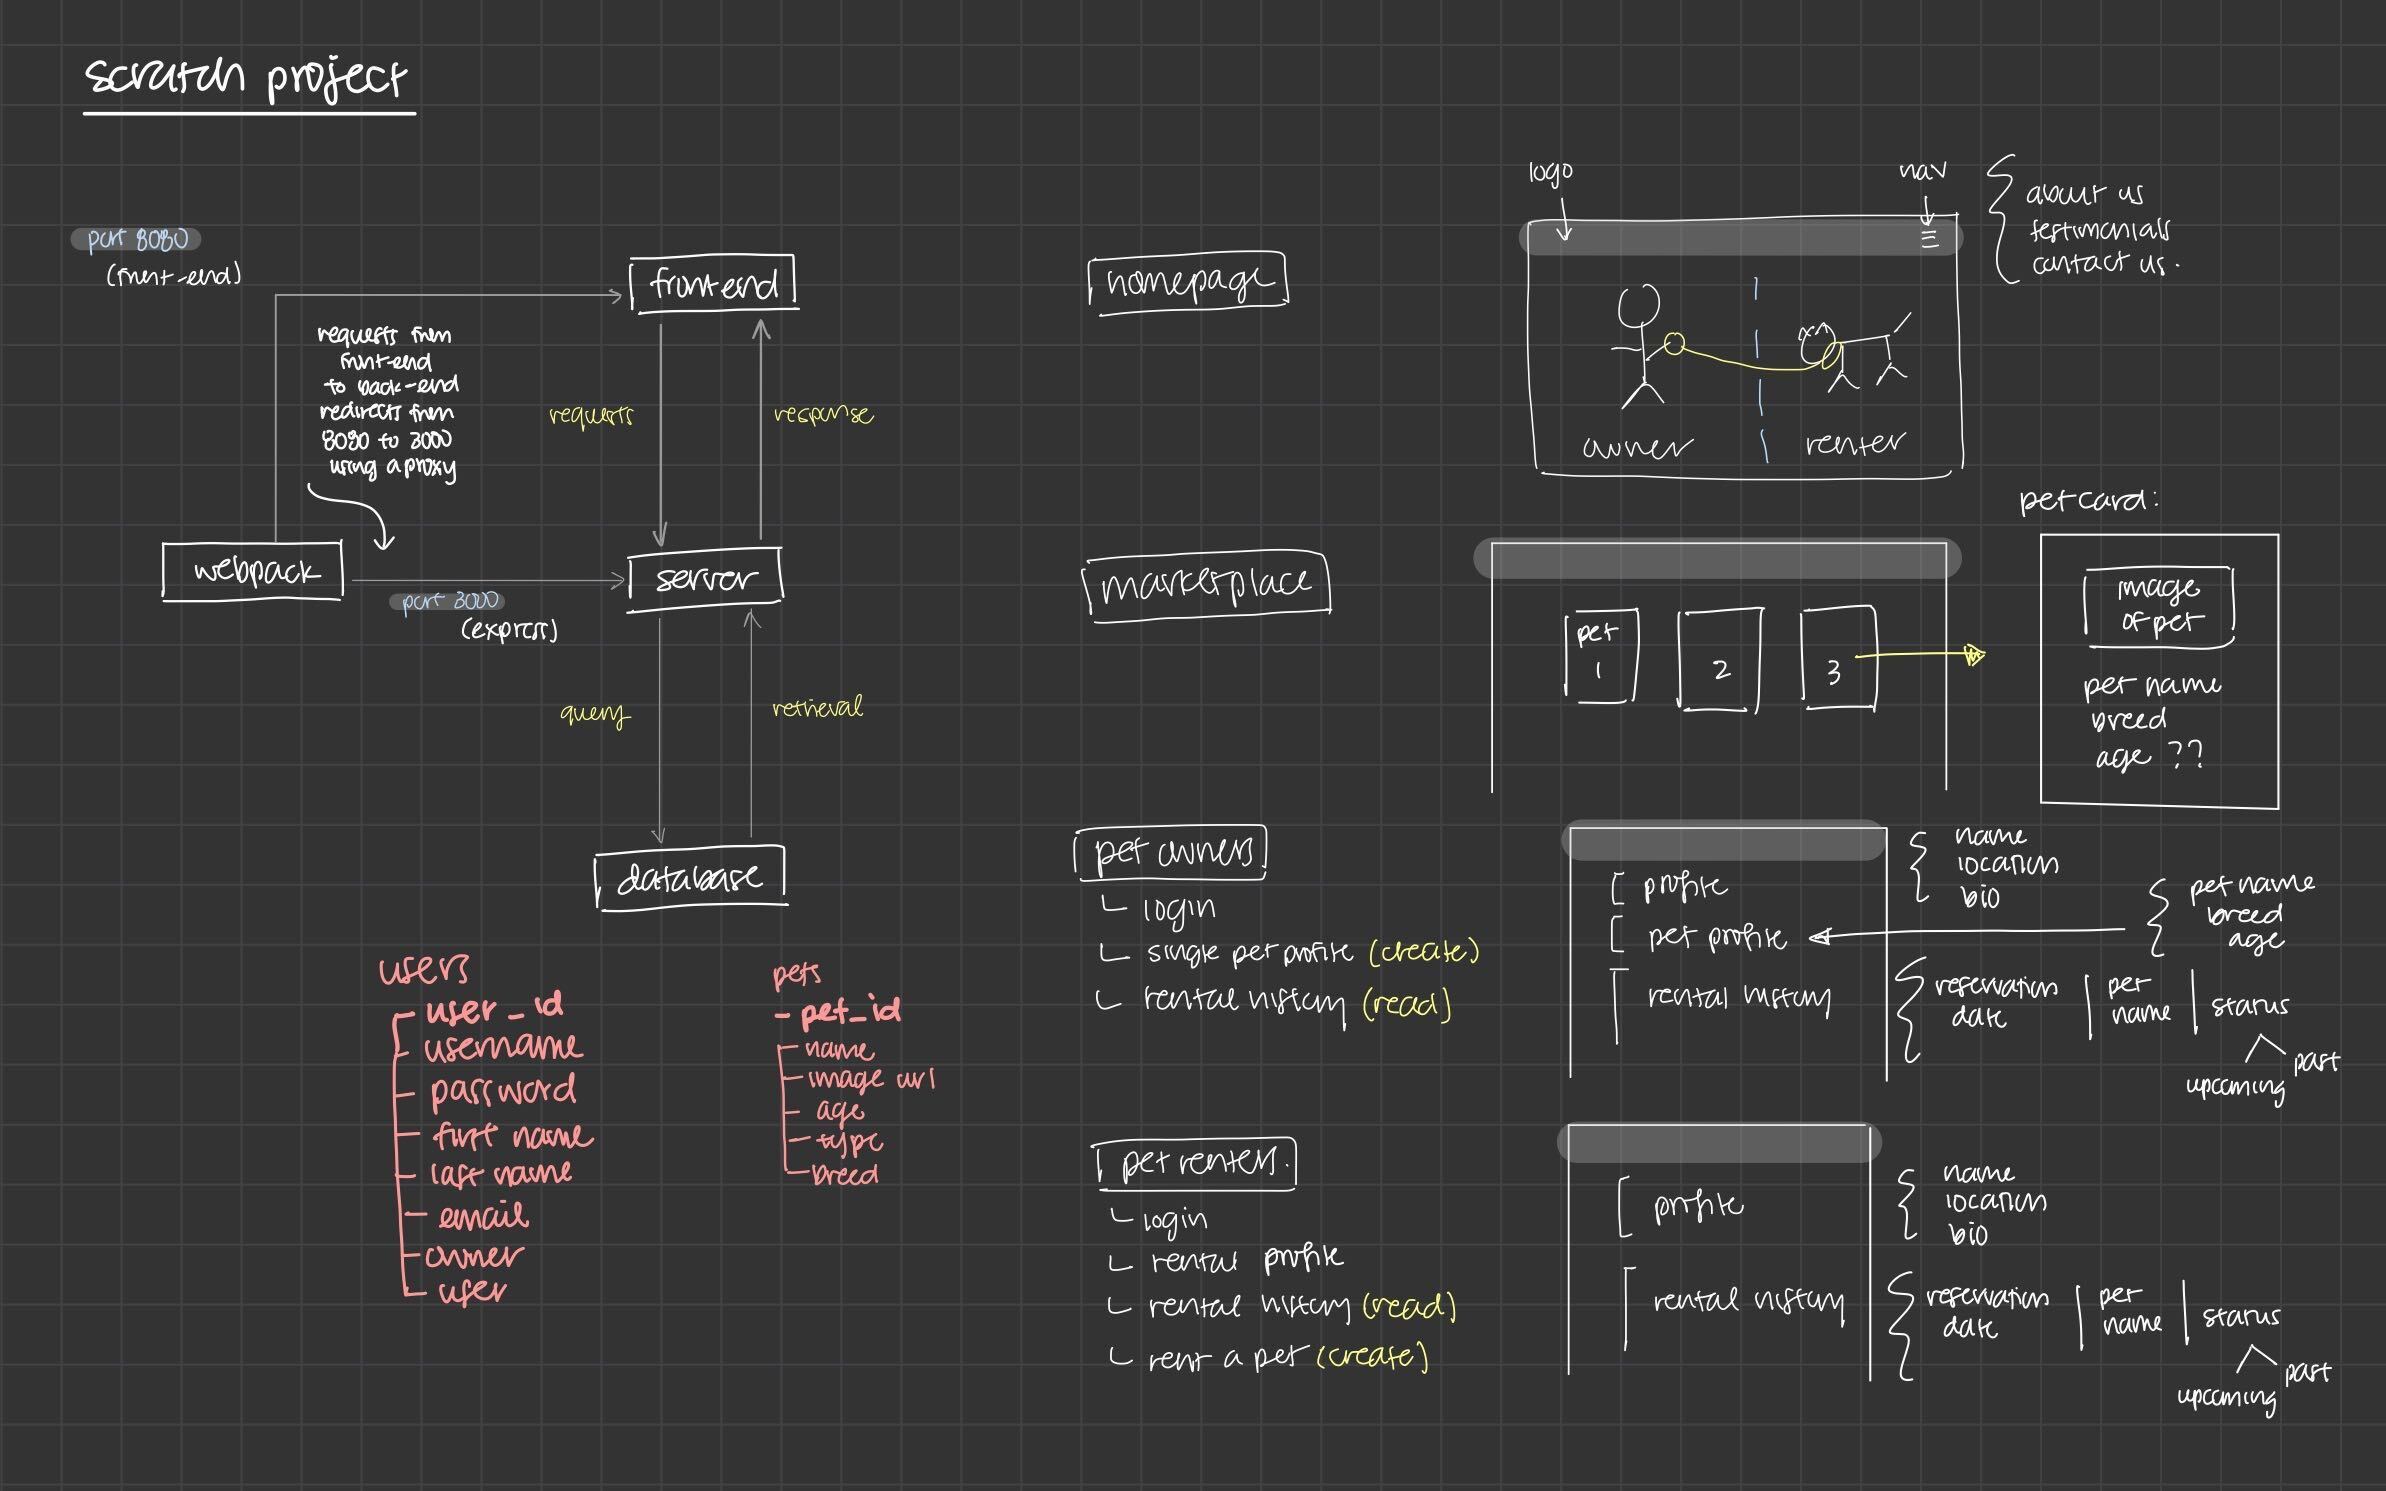 scratch project
port 8080
(front-end)
front-end
requests from
front-end
to back-end
redirects from
8080 to 3000
using a proxy
requests
response
webpack
port 3000
(express)
server
query
retrieval
database
users
user_id
username
password
first name
last name
email
owner
user
pets
pet_id
name
image url
age
type
breed
homepage
logo
nav
about us
testimonials
contact us.
owner
renter
marketplace
pet
1
2
3
pet card:
image
of pet
pet name
breed
age ??
pet owners
login
single pet profile (create)
rental history (read)
profile
pet profile
rental history
name
location
bio
pet name
breed
age
reservation
date
pet
name
status
upcoming
past
pet renters.
login
rental profile
rental history (read)
rent a pet (create)
profile
rental history
name
location
bio
reservation
date
pet
name
status
upcoming
past